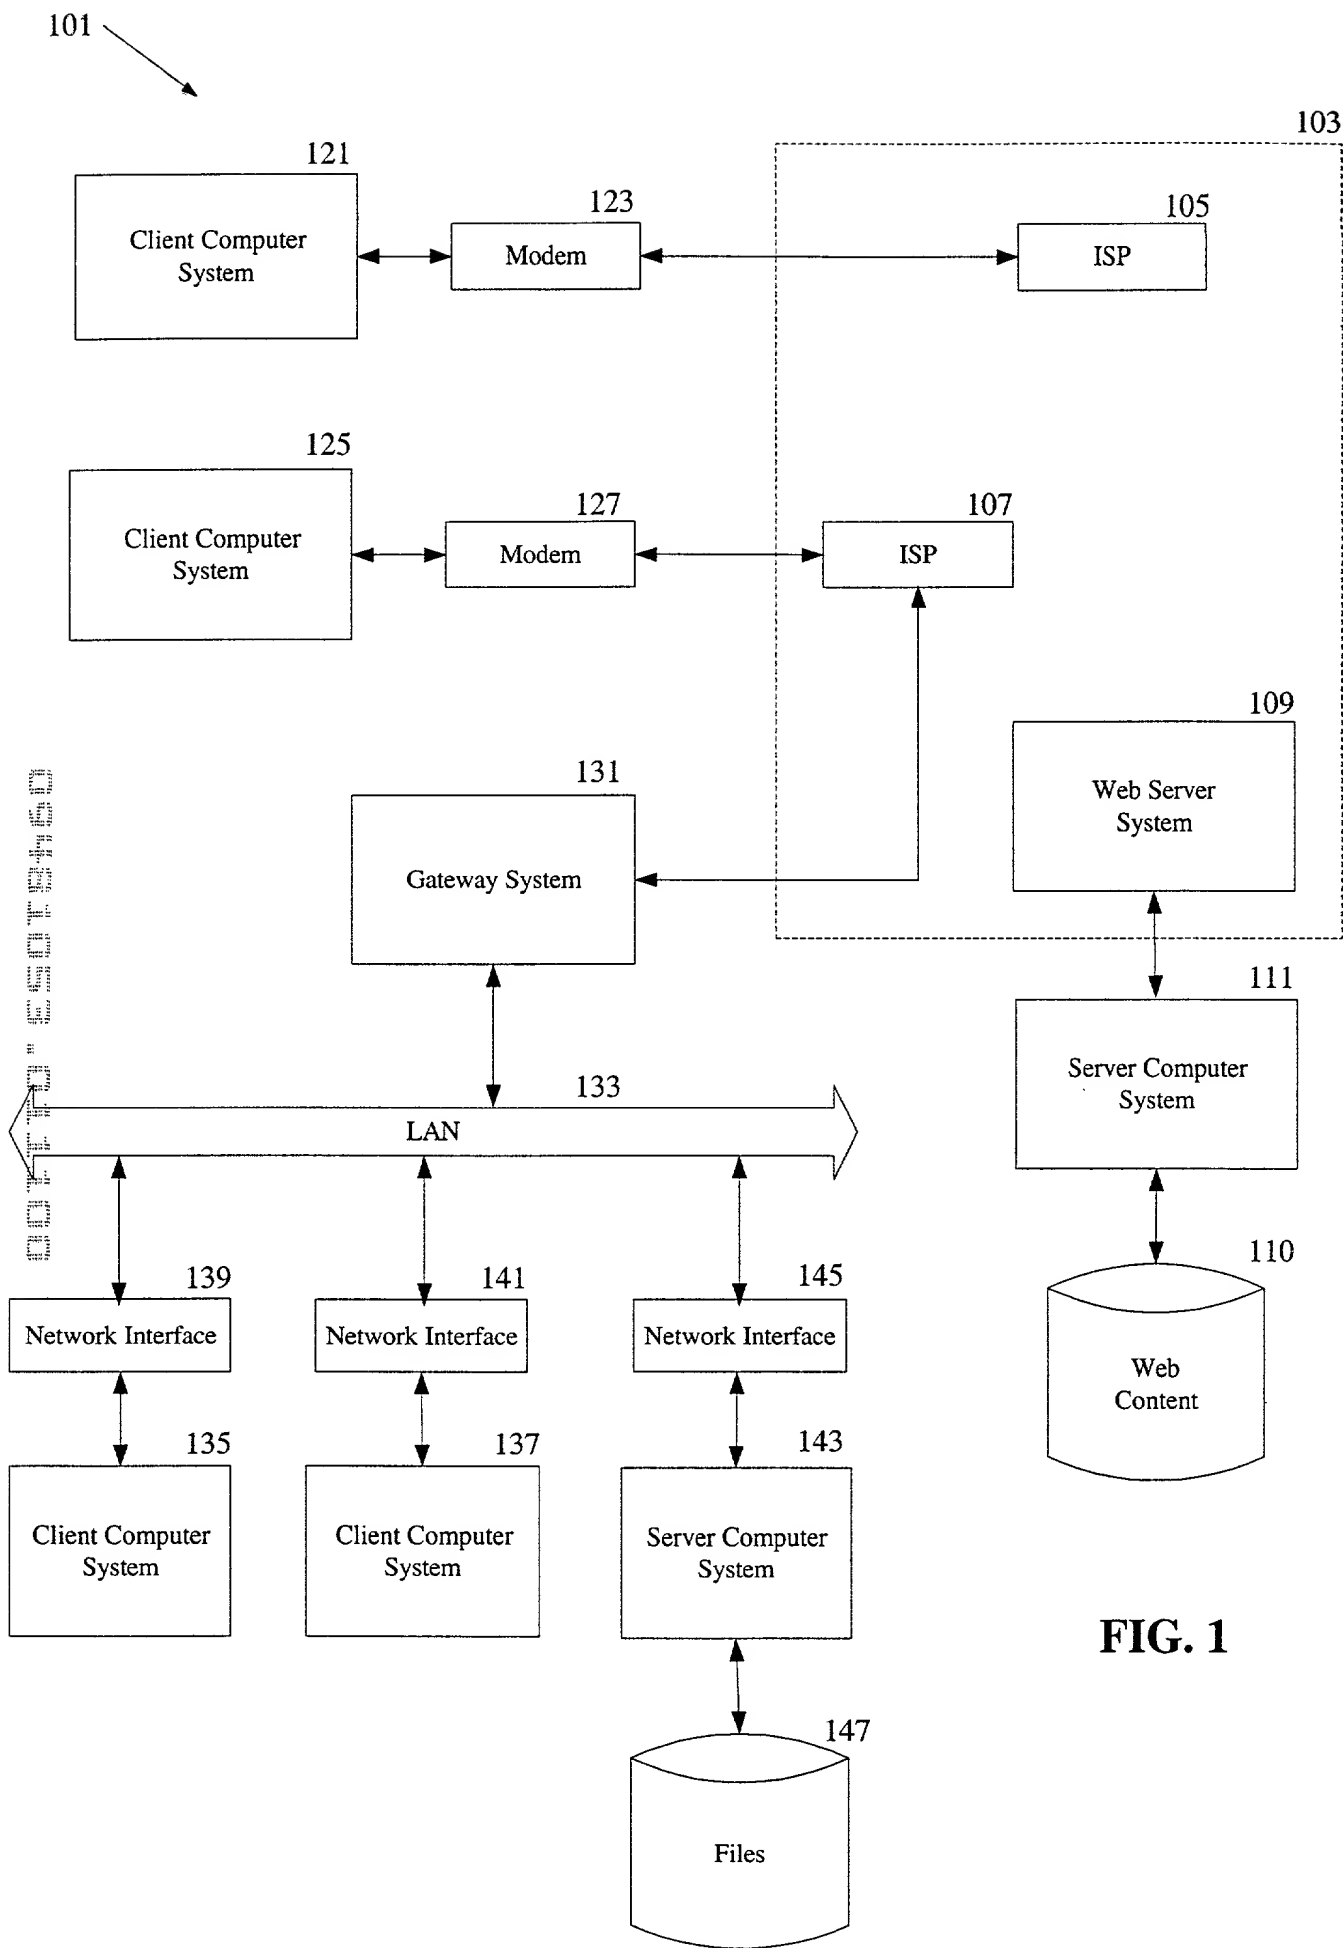 101
103
121
123
105
Client Computer
System
Modem
ISP
125
127
107
Client Computer
System
Modem
ISP
109
Web Server
System
131
Gateway System
111
Server Computer
System
133
LAN
110
Web
Content
139
141
145
Network Interface
Network Interface
Network Interface
135
137
143
Client Computer
System
Client Computer
System
Server Computer
System
FIG. 1
147
Files